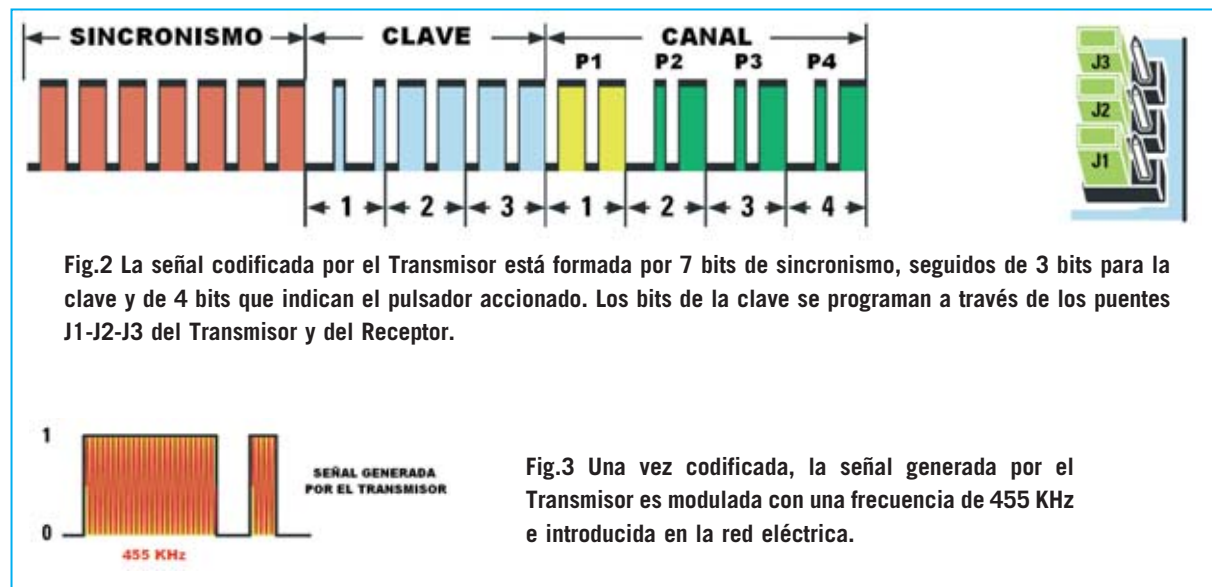 SINCRONISMO CLAVE CANAL
P1 P2 P3 P4
1 2 3 1 2 3 4
J3
J2
J1
Fig.2 La señal codificada por el Transmisor está formada por 7 bits de sincronismo, seguidos de 3 bits para la
clave y de 4 bits que indican el pulsador accionado. Los bits de la clave se programan a través de los puentes
J1-J2-J3 del Transmisor y del Receptor.
1
0
455 KHz
SEÑAL GENERADA
POR EL TRANSMISOR
Fig.3 Una vez codificada, la señal generada por el
Transmisor es modulada con una frecuencia de 455 KHz
e introducida en la red eléctrica.